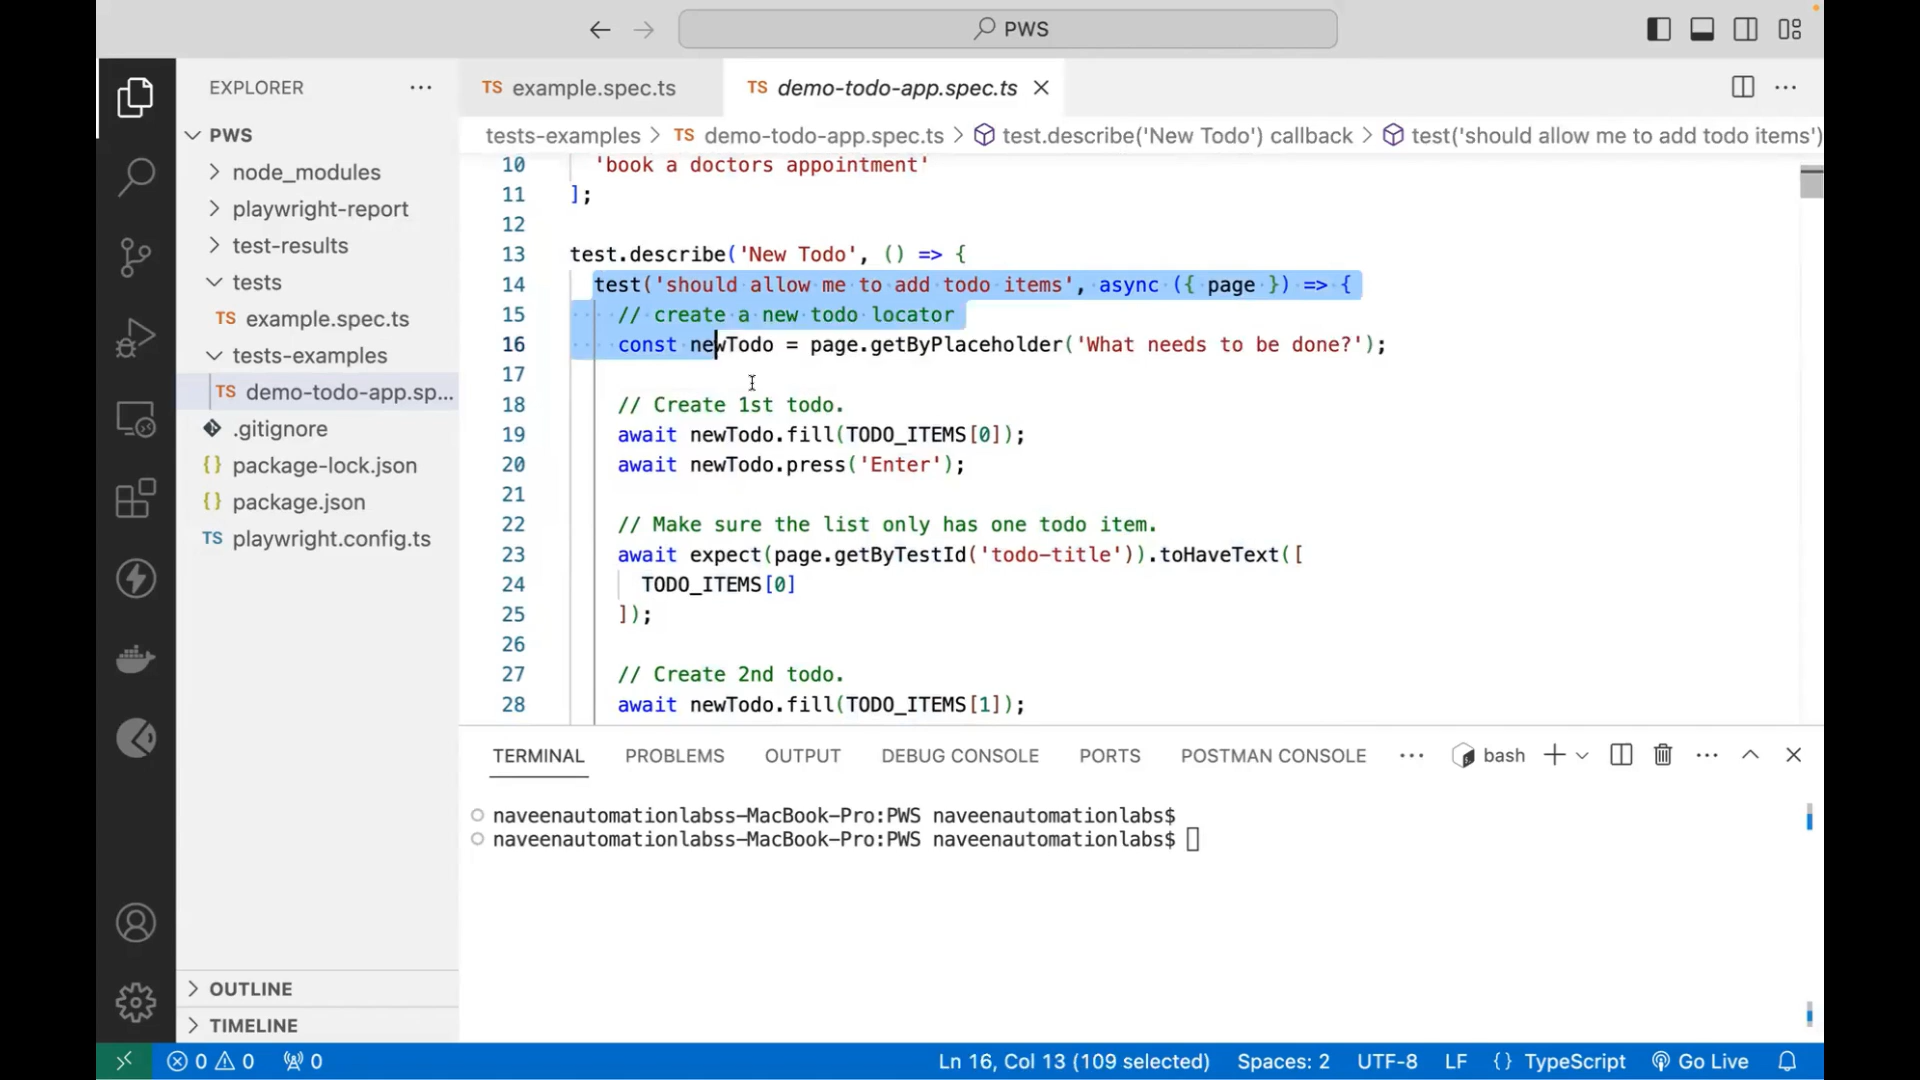 PWS
EXPLORER
PWS
node_modules
playwright-report
test-results
tests
TS example.spec.ts
tests-examples
TS demo-todo-app.sp...
.gitignore
{} package-lock.json
{} package.json
TS playwright.config.ts
OUTLINE
TIMELINE
TS example.spec.ts
TS demo-todo-app.spec.ts
tests-examples > TS demo-todo-app.spec.ts > test.describe('New Todo') callback > test('should allow me to add todo items')
10 'book a doctors appointment'
11 ];
12
13 test.describe('New Todo', () => {
14 test('should allow me to add todo items', async ({ page }) => {
15 // create a new todo locator
16 const newTodo = page.getByPlaceholder('What needs to be done?');
17
18 // Create 1st todo.
19 await newTodo.fill(TODO_ITEMS[0]);
20 await newTodo.press('Enter');
21
22 // Make sure the list only has one todo item.
23 await expect(page.getByTestId('todo-title')).toHaveText([
24 TODO_ITEMS[0]
25 ]);
26
27 // Create 2nd todo.
28 await newTodo.fill(TODO_ITEMS[1]);
TERMINAL PROBLEMS OUTPUT DEBUG CONSOLE PORTS POSTMAN CONSOLE ... bash
naveenautomationlabss-MacBook-Pro:PWS naveenautomationlabs$
naveenautomationlabss-MacBook-Pro:PWS naveenautomationlabs$
0 0 0 Ln 16, Col 13 (109 selected) Spaces: 2 UTF-8 LF {} TypeScript Go Live